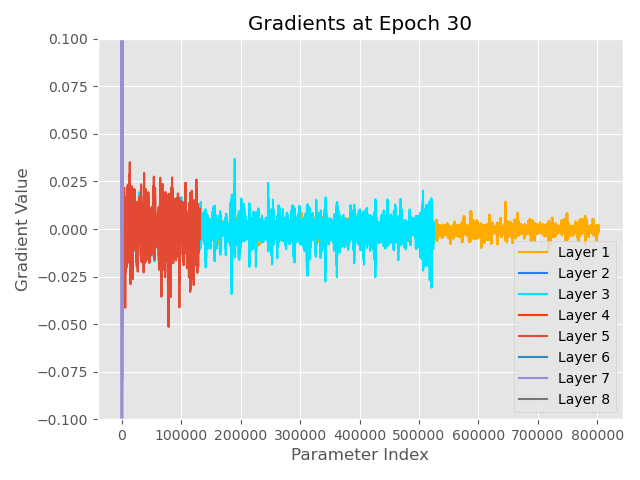 Gradients at Epoch 30
0.100
0.075
0.050
0.025
0.000
−0.025
−0.050
−0.075
−0.100
Gradient Value
Layer 1
Layer 2
Layer 3
Layer 4
Layer 5
Layer 6
Layer 7
Layer 8
0 100000 200000 300000 400000 500000 600000 700000 800000
Parameter Index